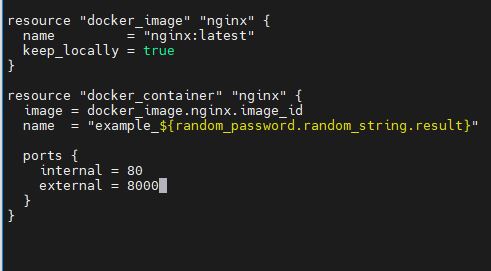 resource "docker_image" "nginx" {
  name         = "nginx:latest"
  keep_locally = true
}
resource "docker_container" "nginx" {
  image = docker_image.nginx.image_id
  name  = "example_${random_password.random_string.result}"
  ports {
    internal = 80
    external = 8000
  }
}